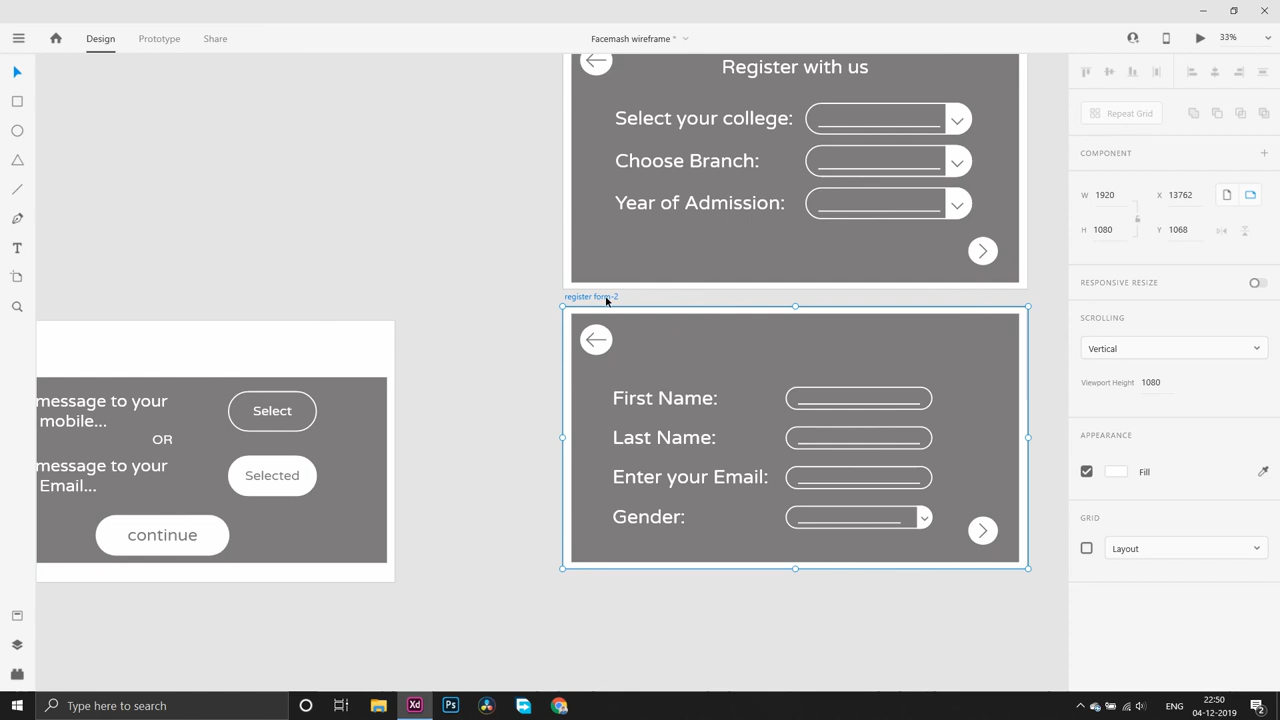 Design
Prototype
Share
Facemash wireframe *
33%
Register with us
Select your college:
Choose Branch:
Year of Admission:
register form-2
First Name:
Last Name:
Enter your Email:
Gender:
message to your
mobile...
Select
OR
message to your
Email...
Selected
continue
Repeat Grid
COMPONENT
W 1920 X 13762
H 1080 Y 1068
RESPONSIVE RESIZE
SCROLLING
Vertical
Viewport Height 1080
APPEARANCE
Fill
GRID
Layout
Type here to search
Xd
Ps
ENG
22:50
04-12-2019
2